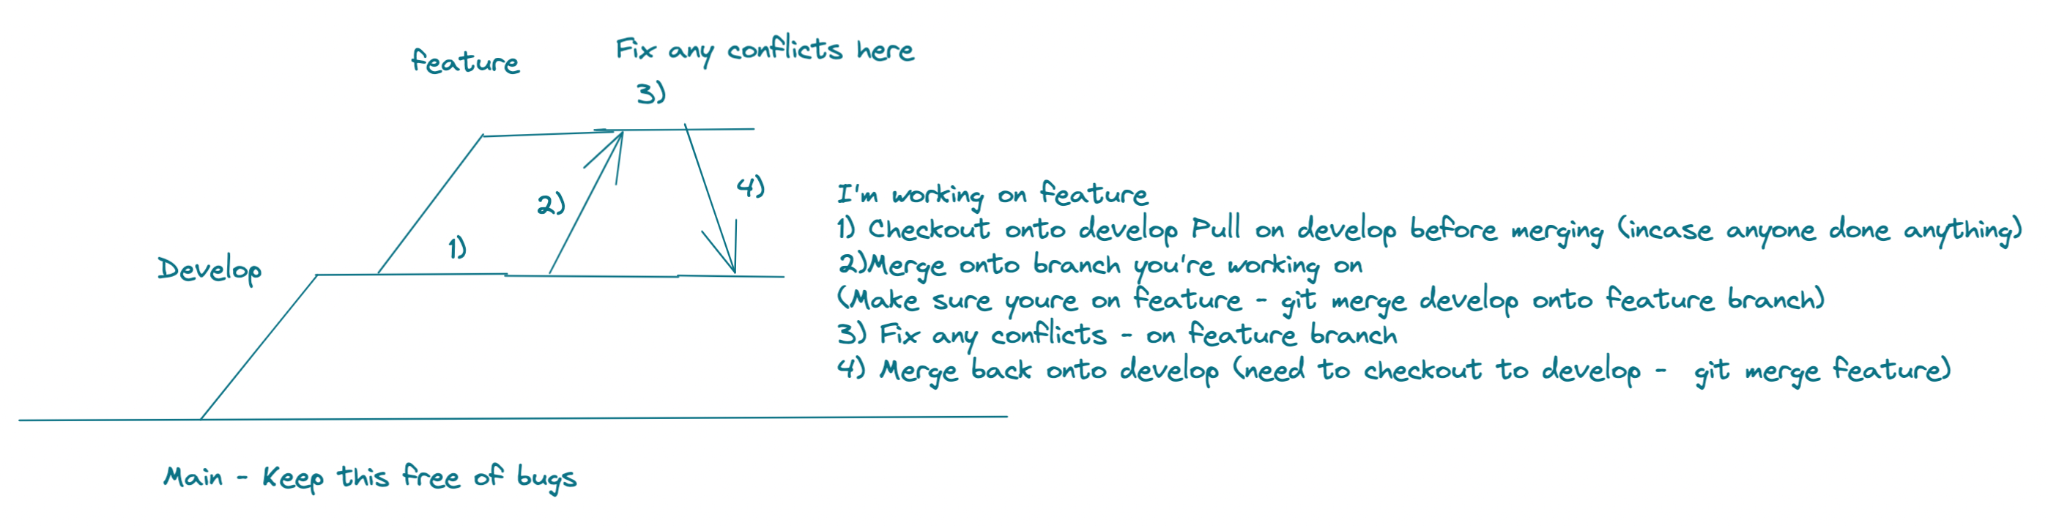 feature
Fix any conflicts here
3)
2)
4)
1)
Develop
I'm working on feature
1) Checkout onto develop Pull on develop before merging (incase anyone done anything)
2)Merge onto branch you're working on
(Make sure youre on feature - git merge develop onto feature branch)
3) Fix any conflicts - on feature branch
4) Merge back onto develop (need to checkout to develop - git merge feature)
Main - Keep this free of bugs